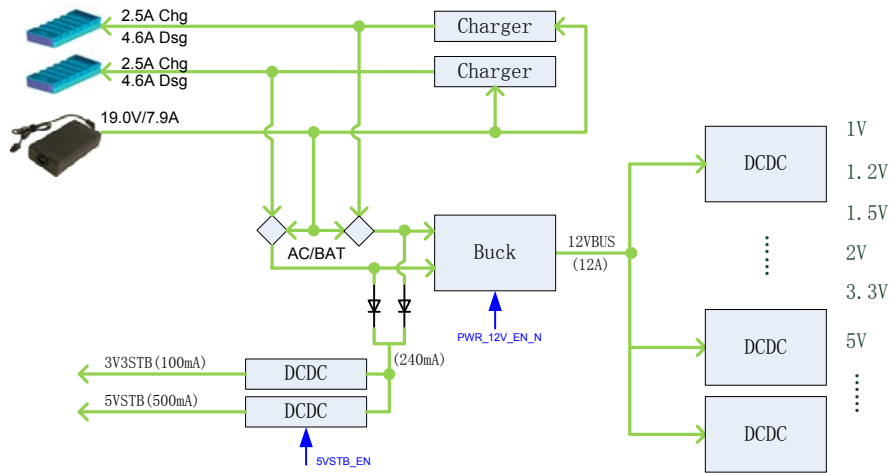 2.5A Chg
4.6A Dsg
Charger
2.5A Chg
4.6A Dsg
Charger
19.0V/7.9A
DCDC
1V
1.2V
1.5V
2V
3.3V
5V
AC/BAT
Buck
12VBUS
(12A)
PWR_12V_EN_N
(240mA)
3V3STB(100mA)
DCDC
5VSTB(500mA)
DCDC
5VSTB_EN
DCDC
DCDC